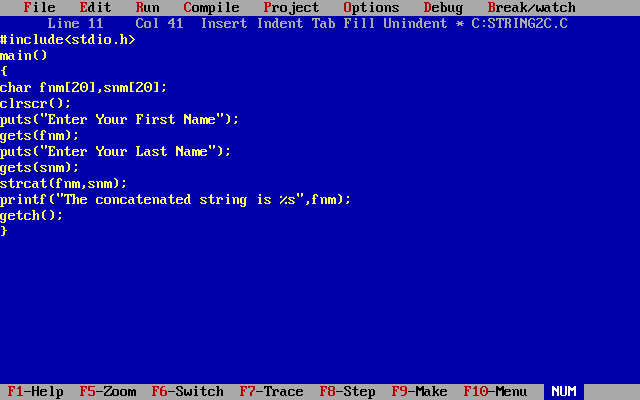 File Edit Run Compile Project Options Debug Break/watch
Line 11 Col 41 Insert Indent Tab Fill Unindent * C:STRING2C.C
#include<stdio.h>
main()
{
char fnm[20],snm[20];
clrscr();
puts("Enter Your First Name");
gets(fnm);
puts("Enter Your Last Name");
gets(snm);
strcat(fnm,snm);
printf("The concatenated string is %s",fnm);
getch();
}
F1-Help F5-Zoom F6-Switch F7-Trace F8-Step F9-Make F10-Menu NUM